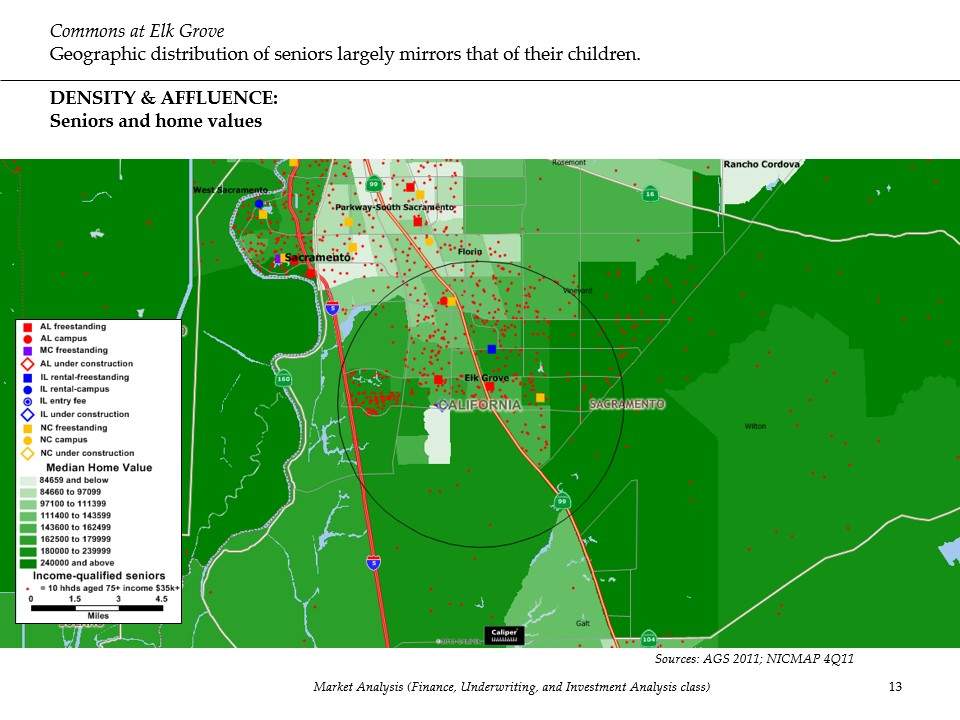 Commons at Elk Grove
Geographic distribution of seniors largely mirrors that of their children.
DENSITY & AFFLUENCE:
Seniors and home values
Rosemont
Rancho Cordova
West Sacramento
99
16
Parkway-South Sacramento
Florin
Sacramento
Vineyard
5
160
Elk Grove
CALIFORNIA
SACRAMENTO
Wilton
99
5
Galt
104
AL freestanding
AL campus
MC freestanding
AL under construction
IL rental-freestanding
IL rental-campus
IL entry fee
IL under construction
NC freestanding
NC campus
NC under construction
Median Home Value
84659 and below
84660 to 97099
97100 to 111399
111400 to 143599
143600 to 162499
162500 to 179999
180000 to 239999
240000 and above
Income-qualified seniors
= 10 hhds aged 75+ income $35k+
0 1.5 3 4.5
Miles
Caliper
Sources: AGS 2011; NICMAP 4Q11
Market Analysis (Finance, Underwriting, and Investment Analysis class)
13